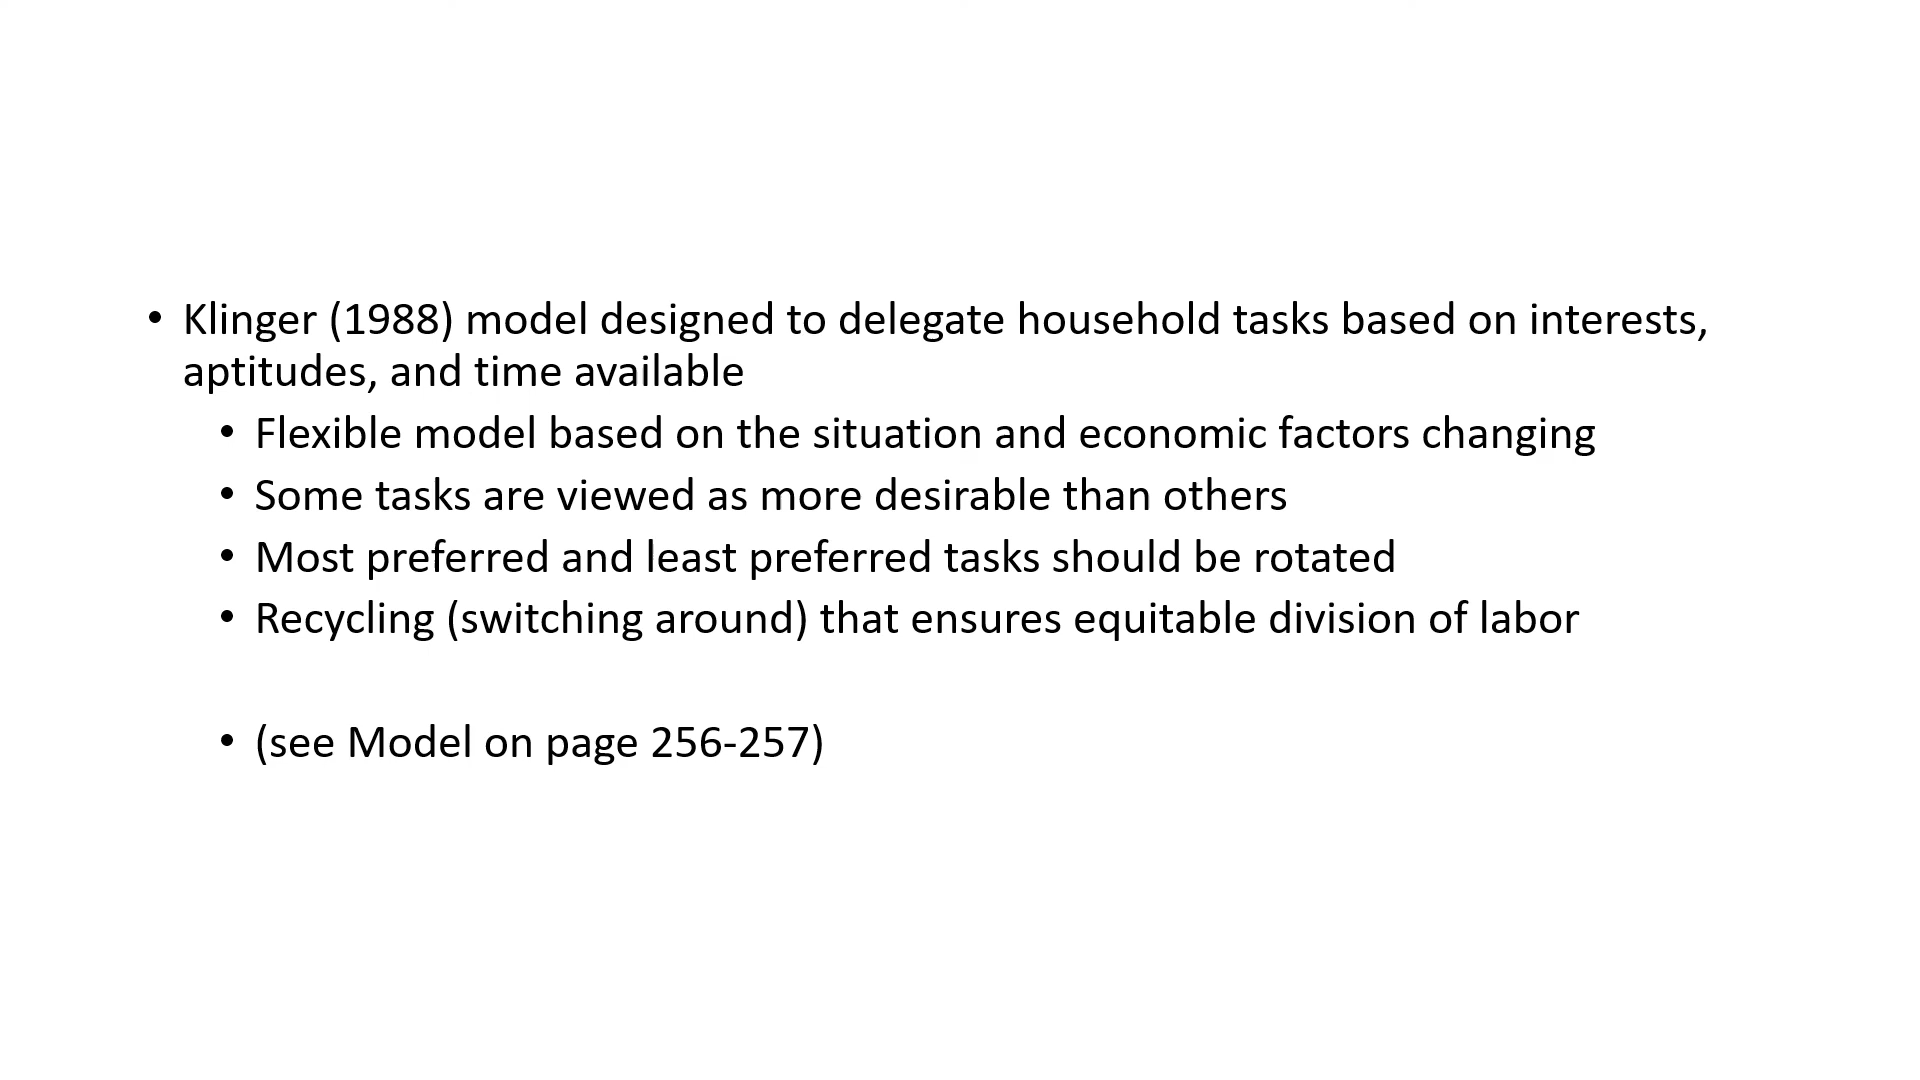 • Klinger (1988) model designed to delegate household tasks based on interests,
aptitudes, and time available
• Flexible model based on the situation and economic factors changing
• Some tasks are viewed as more desirable than others
• Most preferred and least preferred tasks should be rotated
• Recycling (switching around) that ensures equitable division of labor
• (see Model on page 256-257)